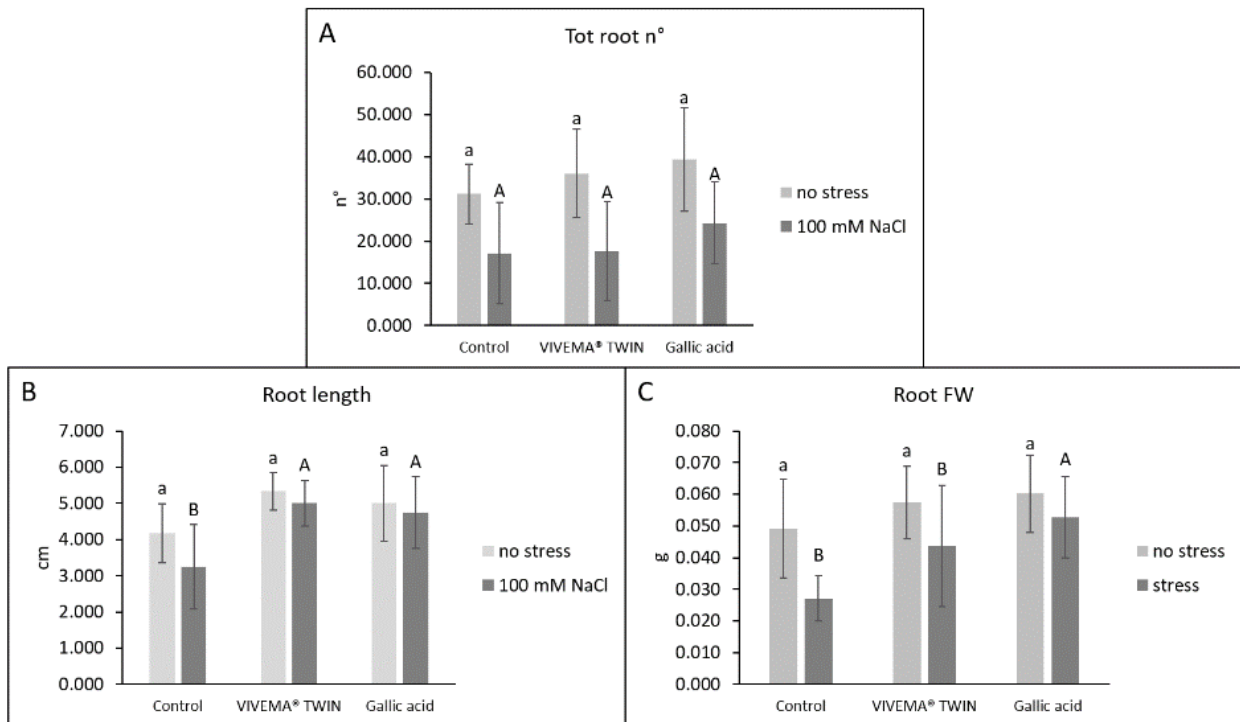 A
Tot root n°
60.000
50.000
40.000
30.000
20.000
10.000
0.000
n°
a
A
a
A
a
A
Control
VIVEMA® TWIN
Gallic acid
no stress
100 mM NaCl
B
Root length
7.000
6.000
5.000
4.000
3.000
2.000
1.000
0.000
cm
a
B
a
A
a
A
Control
VIVEMA® TWIN
Gallic acid
no stress
100 mM NaCl
C
Root FW
0.080
0.070
0.060
0.050
0.040
0.030
0.020
0.010
0.000
g
a
B
a
B
a
A
Control
VIVEMA® TWIN
Gallic acid
no stress
stress